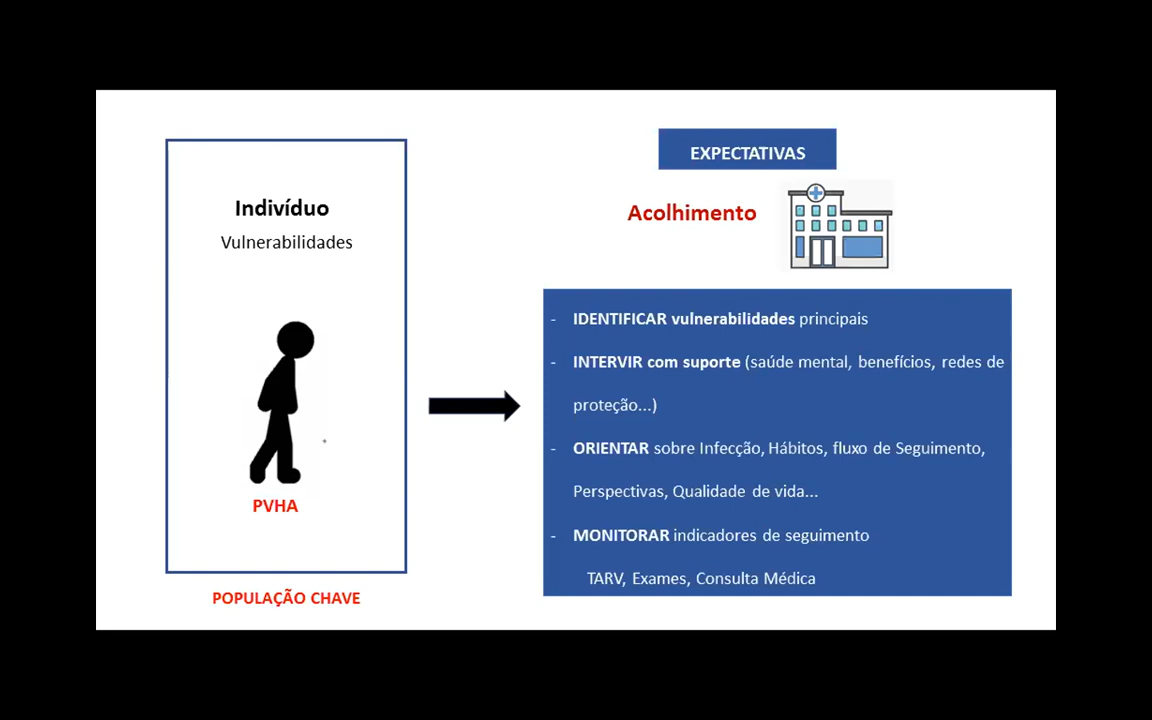 Indivíduo
Vulnerabilidades
PVHA
POPULAÇÃO CHAVE
EXPECTATIVAS
Acolhimento
- IDENTIFICAR vulnerabilidades principais
- INTERVIR com suporte (saúde mental, benefícios, redes de
proteção...)
- ORIENTAR sobre Infecção, Hábitos, fluxo de Seguimento,
Perspectivas, Qualidade de vida...
- MONITORAR indicadores de seguimento
TARV, Exames, Consulta Médica